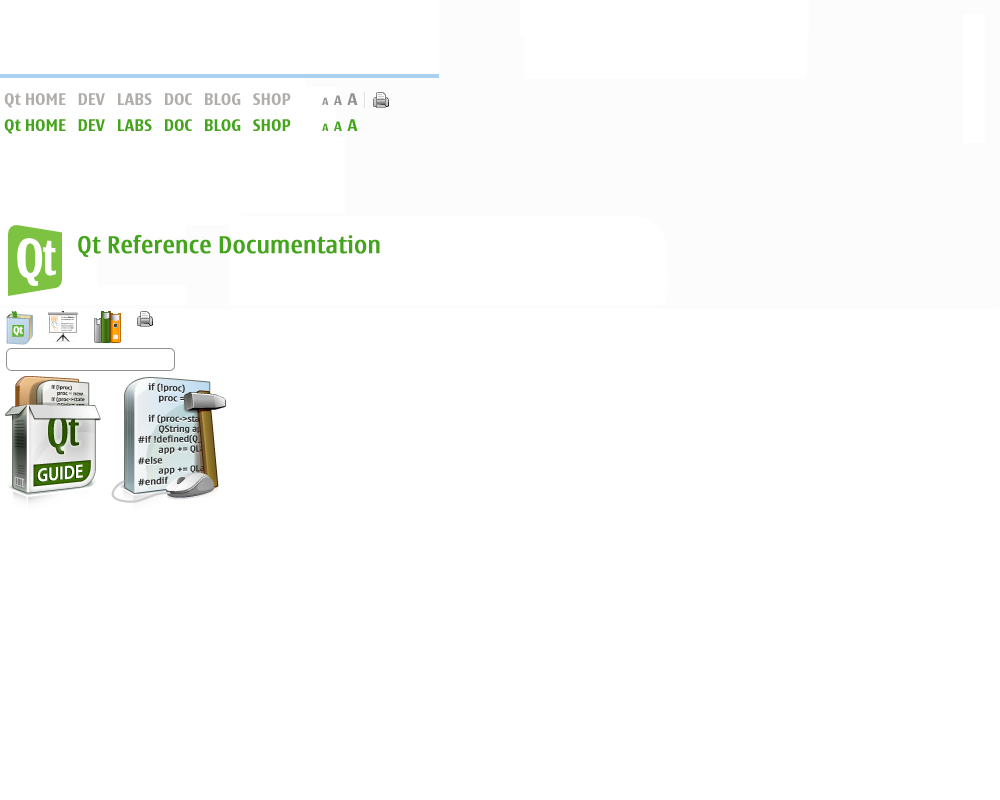 Qt HOME DEV LABS DOC BLOG SHOP A A A
Qt HOME DEV LABS DOC BLOG SHOP A A A
Qt
Qt Reference Documentation
Qt
if (!proc)
proc = new
if (proc->state
Qt
GUIDE
if (!proc)
proc =
if (proc->sta
QString ap
#if !defined(Q_
app += QL
#else
app += QLa
#endif